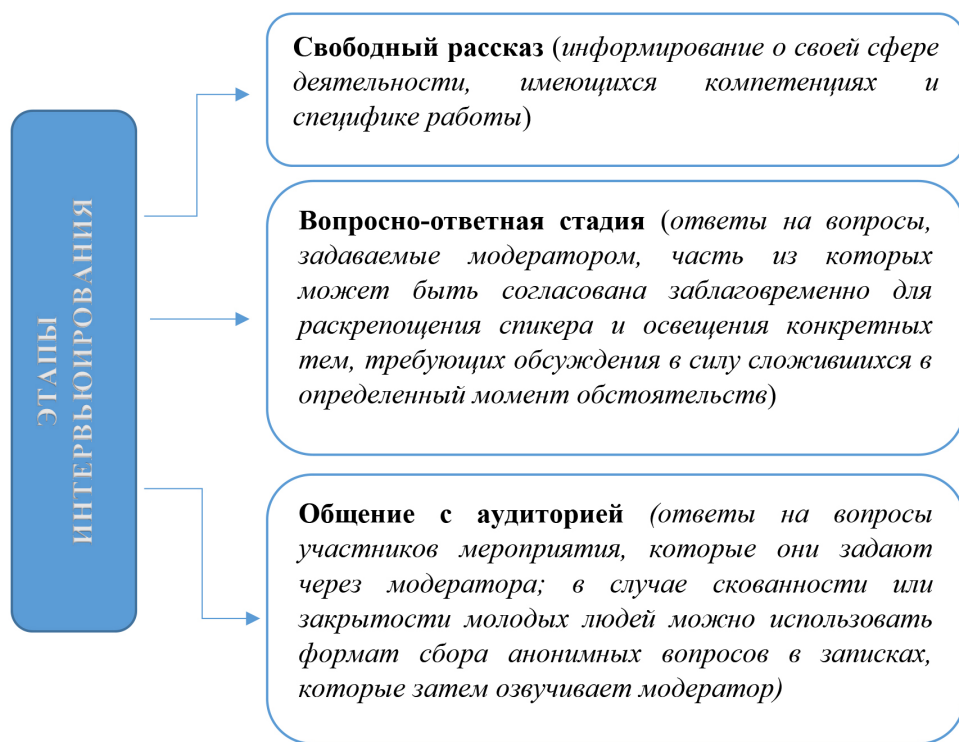 ЭТАПЫ
ИНТЕРВЬЮИРОВАНИЯ
Свободный рассказ (информирование о своей сфере
деятельности, имеющихся компетенциях и
специфике работы)
Вопросно-ответная стадия (ответы на вопросы,
задаваемые модератором, часть из которых
может быть согласована заблаговременно для
раскрепощения спикера и освещения конкретных
тем, требующих обсуждения в силу сложившихся в
определенный момент обстоятельств)
Общение с аудиторией (ответы на вопросы
участников мероприятия, которые они задают
через модератора; в случае скованности или
закрытости молодых людей можно использовать
формат сбора анонимных вопросов в записках,
которые затем озвучивает модератор)